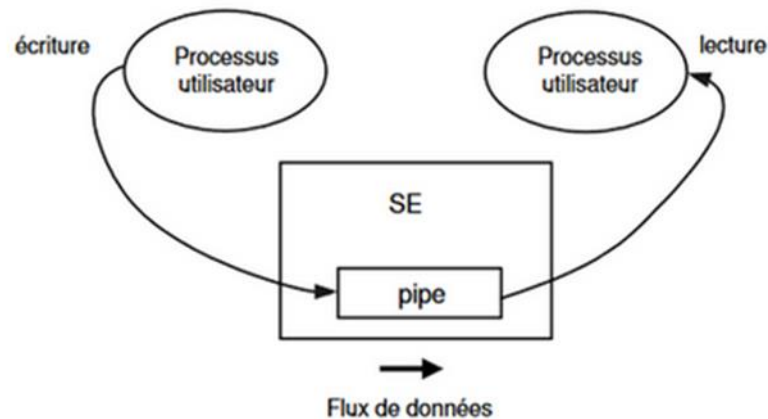 écriture
Processus
utilisateur
Processus
utilisateur
lecture
SE
pipe
Flux de données